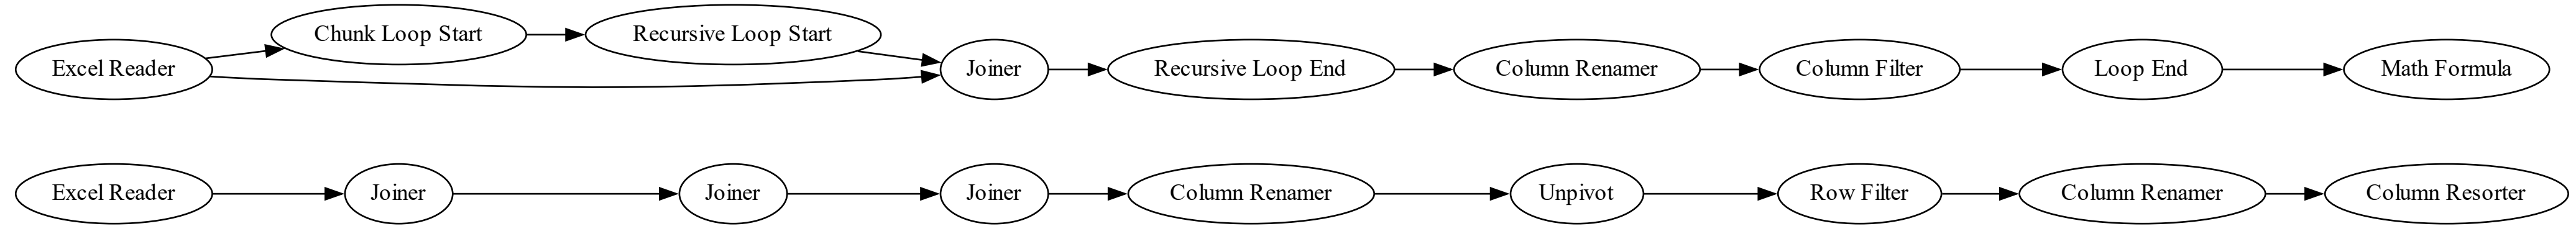 Excel Reader
Chunk Loop Start
Recursive Loop Start
Joiner
Recursive Loop End
Column Renamer
Column Filter
Loop End
Math Formula
Excel Reader
Joiner
Joiner
Joiner
Column Renamer
Unpivot
Row Filter
Column Renamer
Column Resorter